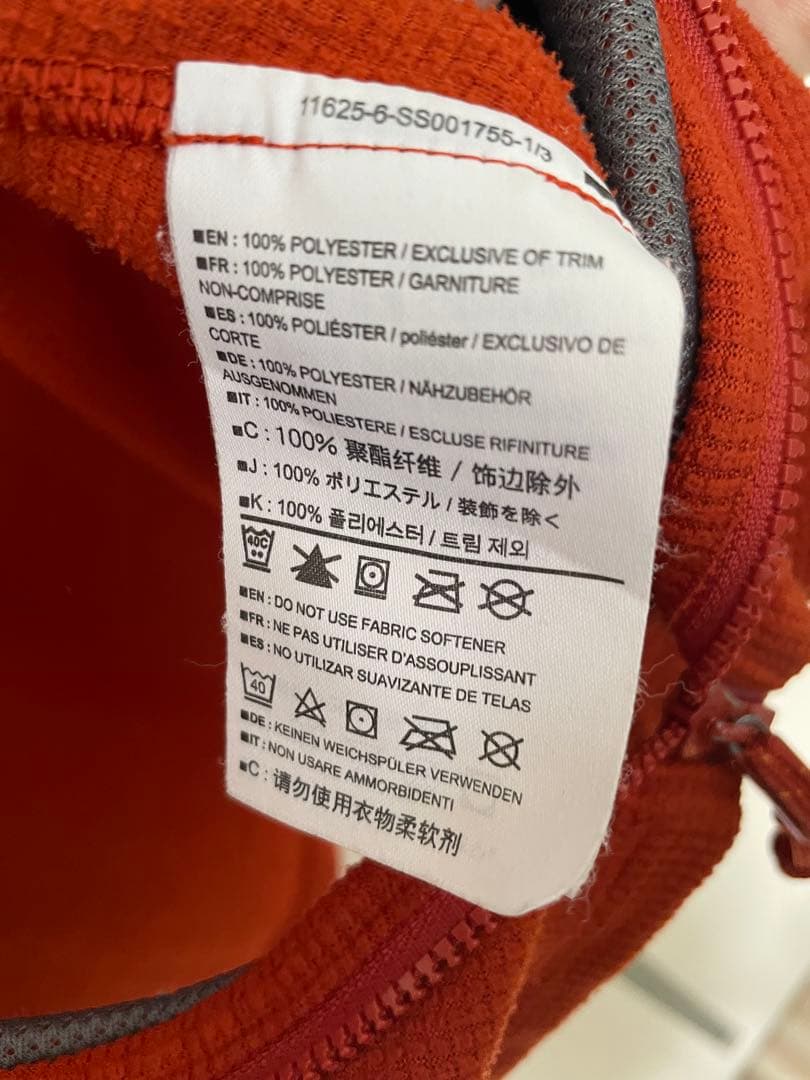 11625-6-SS001755-1/3
■EN : 100% POLYESTER / EXCLUSIVE OF TRIM
■FR : 100% POLYESTER / GARNITURE
NON-COMPRISE
■ES : 100% POLIÉSTER / poliéster / EXCLUSIVO DE
CORTE
■DE : 100% POLYESTER / NÄHZUBEHÖR
AUSGENOMMEN
■IT : 100% POLIESTERE / ESCLUSE RIFINITURE
■C : 100% 聚酯纤维 / 饰边除外
■J : 100% ポリエステル / 装飾を除く
■K : 100% 폴리에스터 / 트림 제외
40C
■EN : DO NOT USE FABRIC SOFTENER
■FR : NE PAS UTILISER D'ASSOUPLISSANT
■ES : NO UTILIZAR SUAVIZANTE DE TELAS
40
■DE : KEINEN WEICHSPÜLER VERWENDEN
■IT : NON USARE AMMORBIDENTI
■C : 请勿使用衣物柔软剂